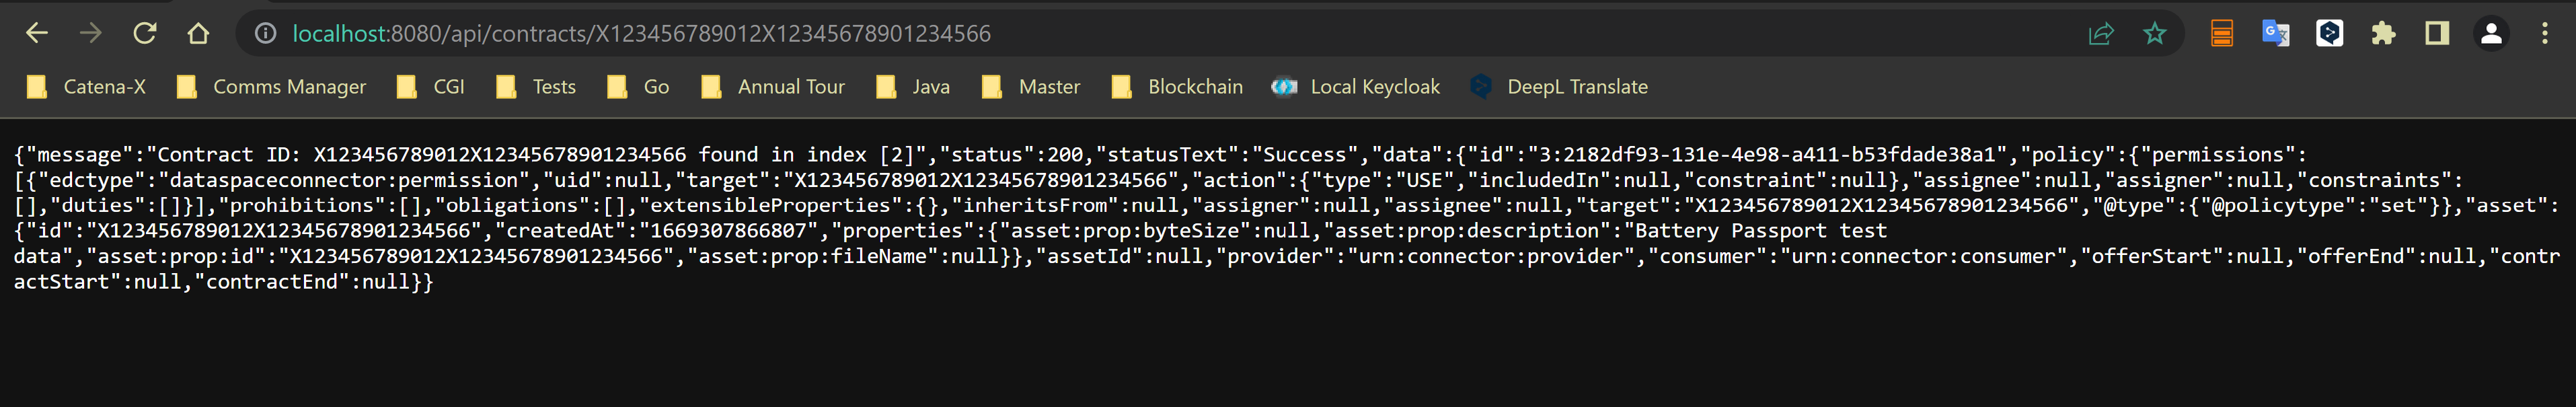 localhost:8080/api/contracts/X123456789012X12345678901234566
Catena-X Comms Manager CGI Tests Go Annual Tour Java Master Blockchain Local Keycloak DeepL Translate
{"message":"Contract ID: X123456789012X12345678901234566 found in index [2]","status":200,"statusText":"Success","data":{"id":"3:2182df93-131e-4e98-a411-b53fdade38a1","policy":{"permissions":
[{"edctype":"dataspaceconnector:permission","uid":null,"target":"X123456789012X12345678901234566","action":{"type":"USE","includedIn":null,"constraint":null},"assignee":null,"assigner":null,"constraints":
[],"duties":[]}],"prohibitions":[],"obligations":[],"extensibleProperties":{},"inheritsFrom":null,"assigner":null,"assignee":null,"target":"X123456789012X12345678901234566","@type":{"@policytype":"set"}},"asset":
{"id":"X123456789012X12345678901234566","createdAt":"1669307866807","properties":{"asset:prop:byteSize":null,"asset:prop:description":"Battery Passport test
data","asset:prop:id":"X123456789012X12345678901234566","asset:prop:fileName":null}},"assetId":null,"provider":"urn:connector:provider","consumer":"urn:connector:consumer","offerStart":null,"offerEnd":null,"contr
actStart":null,"contractEnd":null}}